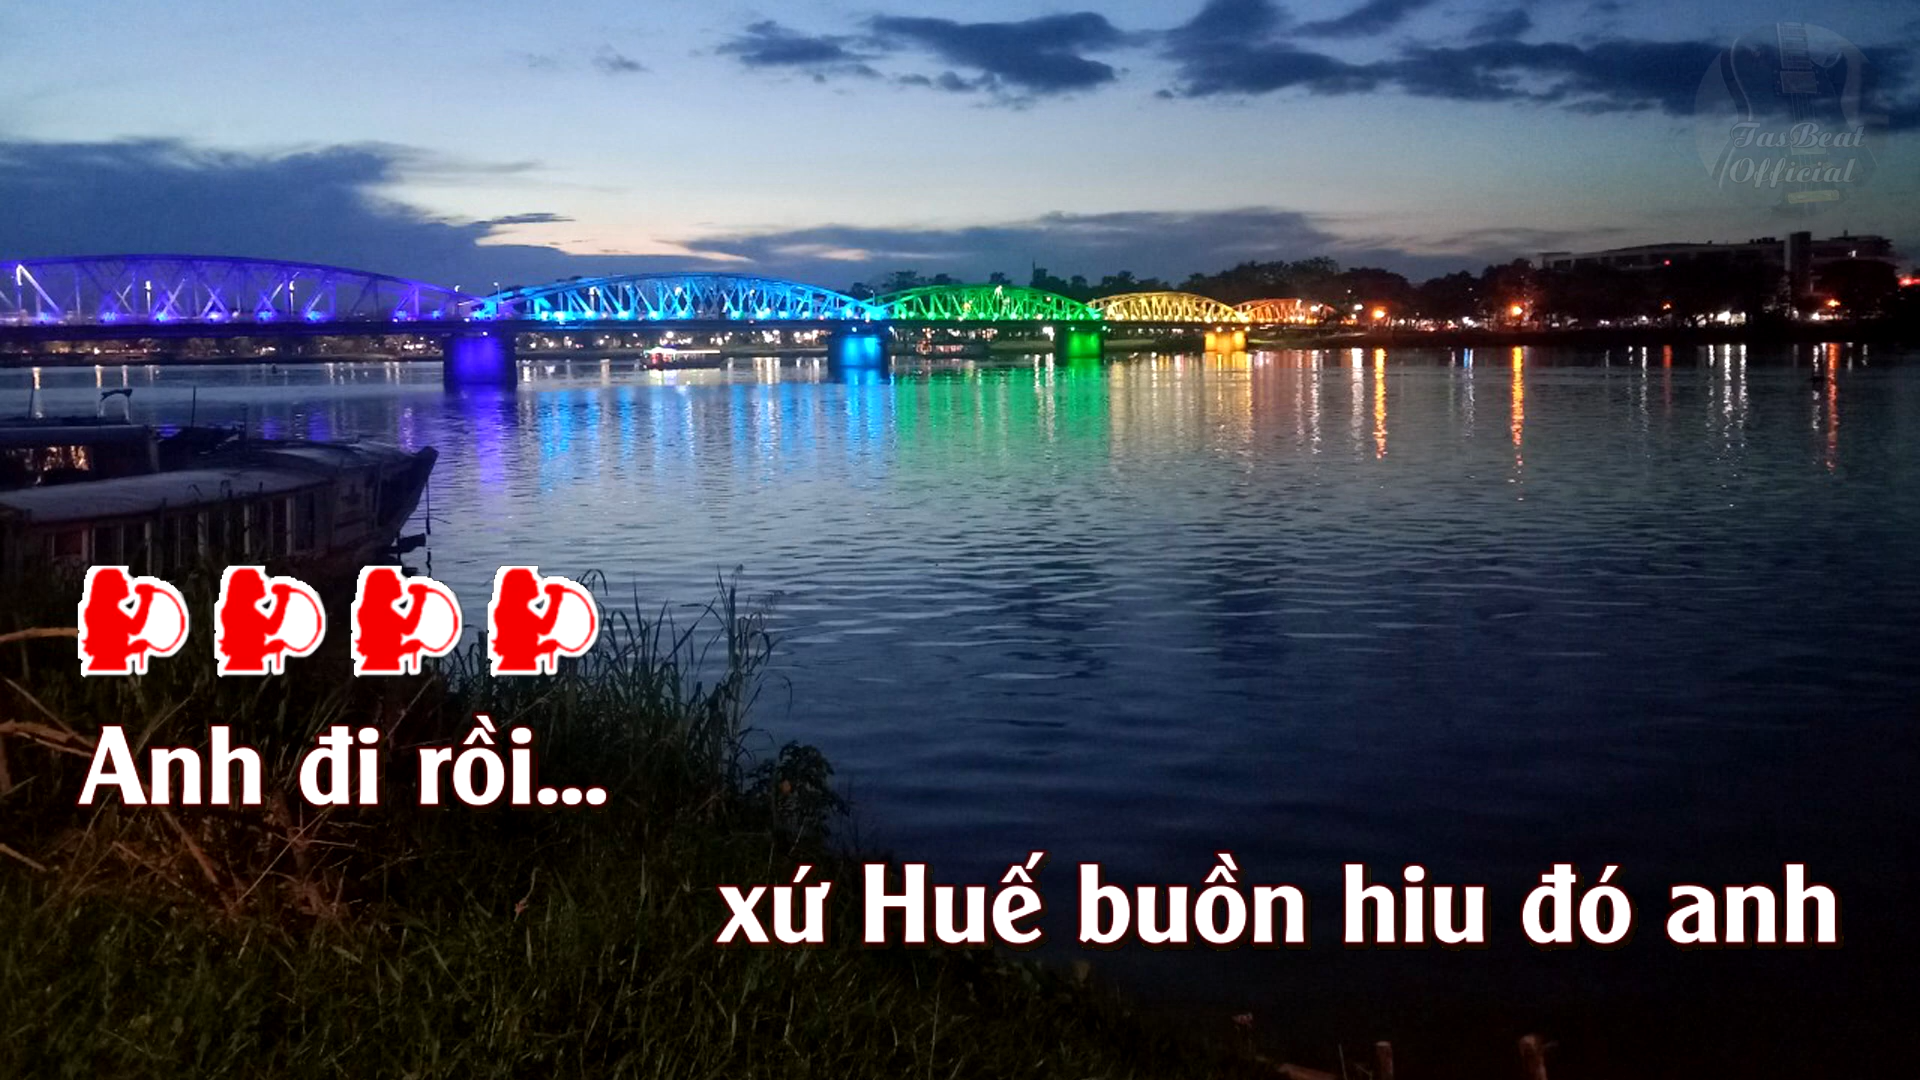 TasBeat
Official
Anh đi rồi...
xứ Huế buồn hiu đó anh